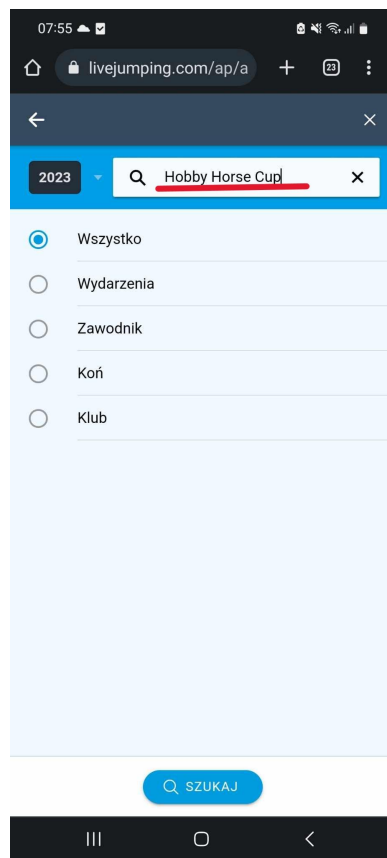 07:55
livejumping.com/ap/a
23
2023
Hobby Horse Cup
Wszystko
Wydarzenia
Zawodnik
Koń
Klub
SZUKAJ